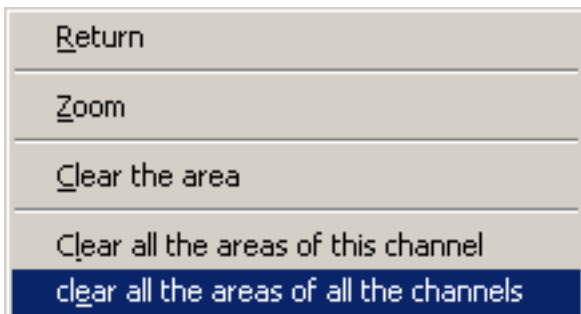 Return
Zoom
Clear the area
Clear all the areas of this channel
clear all the areas of all the channels